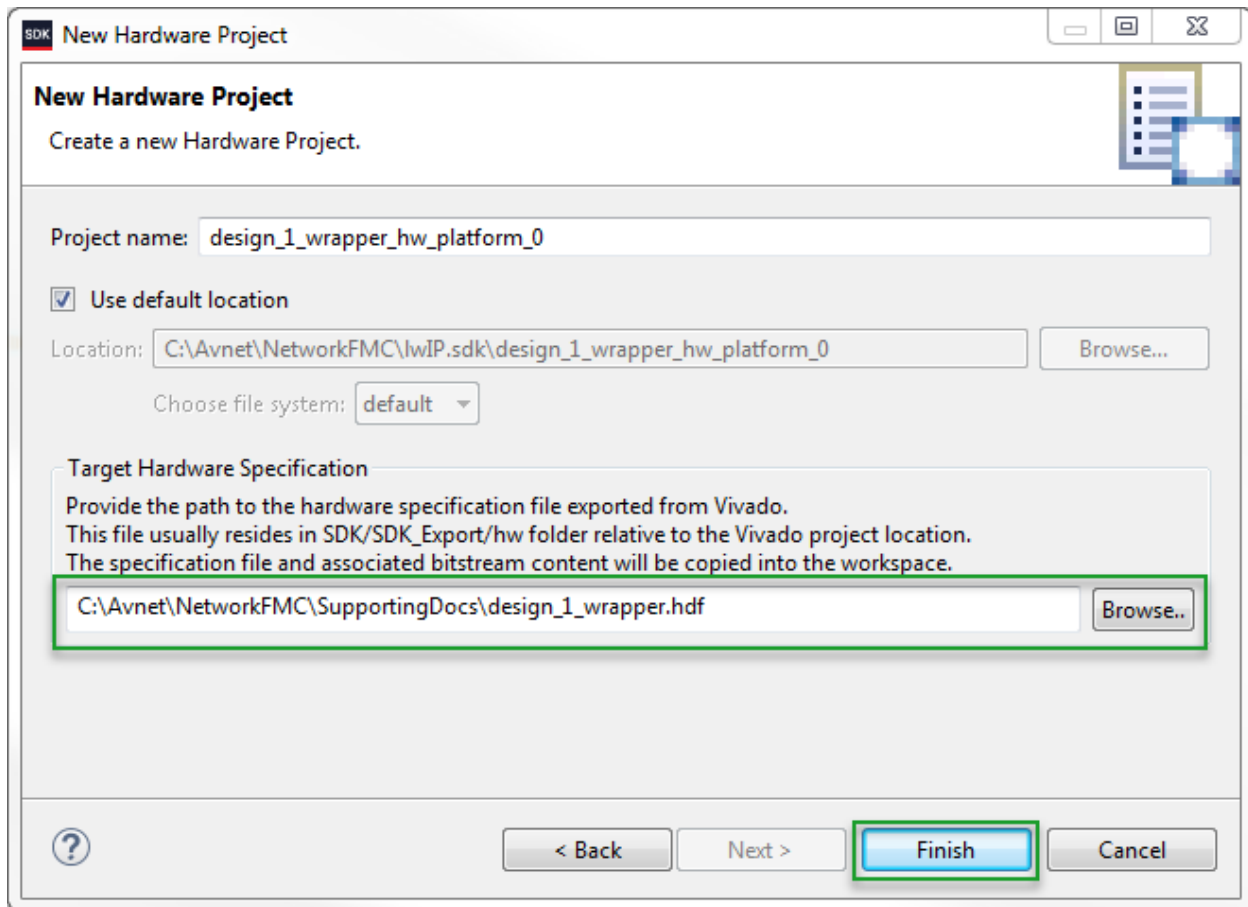 SDK New Hardware Project
New Hardware Project
Create a new Hardware Project.
Project name: design_1_wrapper_hw_platform_0
Use default location
Location: C:\Avnet\NetworkFMC\lwIP.sdk\design_1_wrapper_hw_platform_0 Browse...
Choose file system: default
Target Hardware Specification
Provide the path to the hardware specification file exported from Vivado.
This file usually resides in SDK/SDK_Export/hw folder relative to the Vivado project location.
The specification file and associated bitstream content will be copied into the workspace.
C:\Avnet\NetworkFMC\SupportingDocs\design_1_wrapper.hdf Browse..
? < Back Next > Finish Cancel